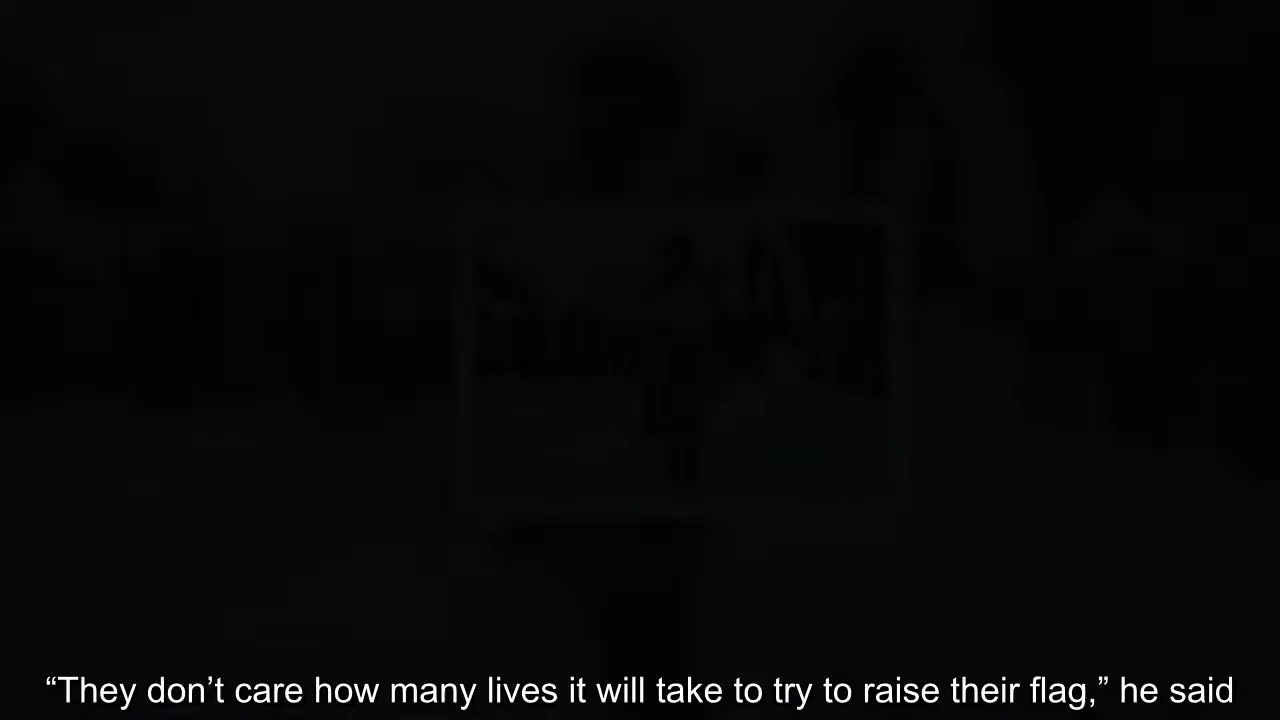 “They don’t care how many lives it will take to try to raise their flag,” he said